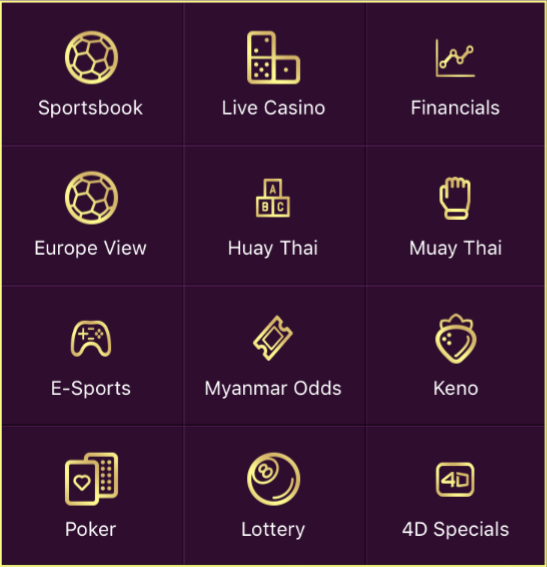 Sportsbook
Live Casino
Financials
Europe View
A
B C
Huay Thai
Muay Thai
E-Sports
Myanmar Odds
Keno
Poker
8
Lottery
4D
4D Specials